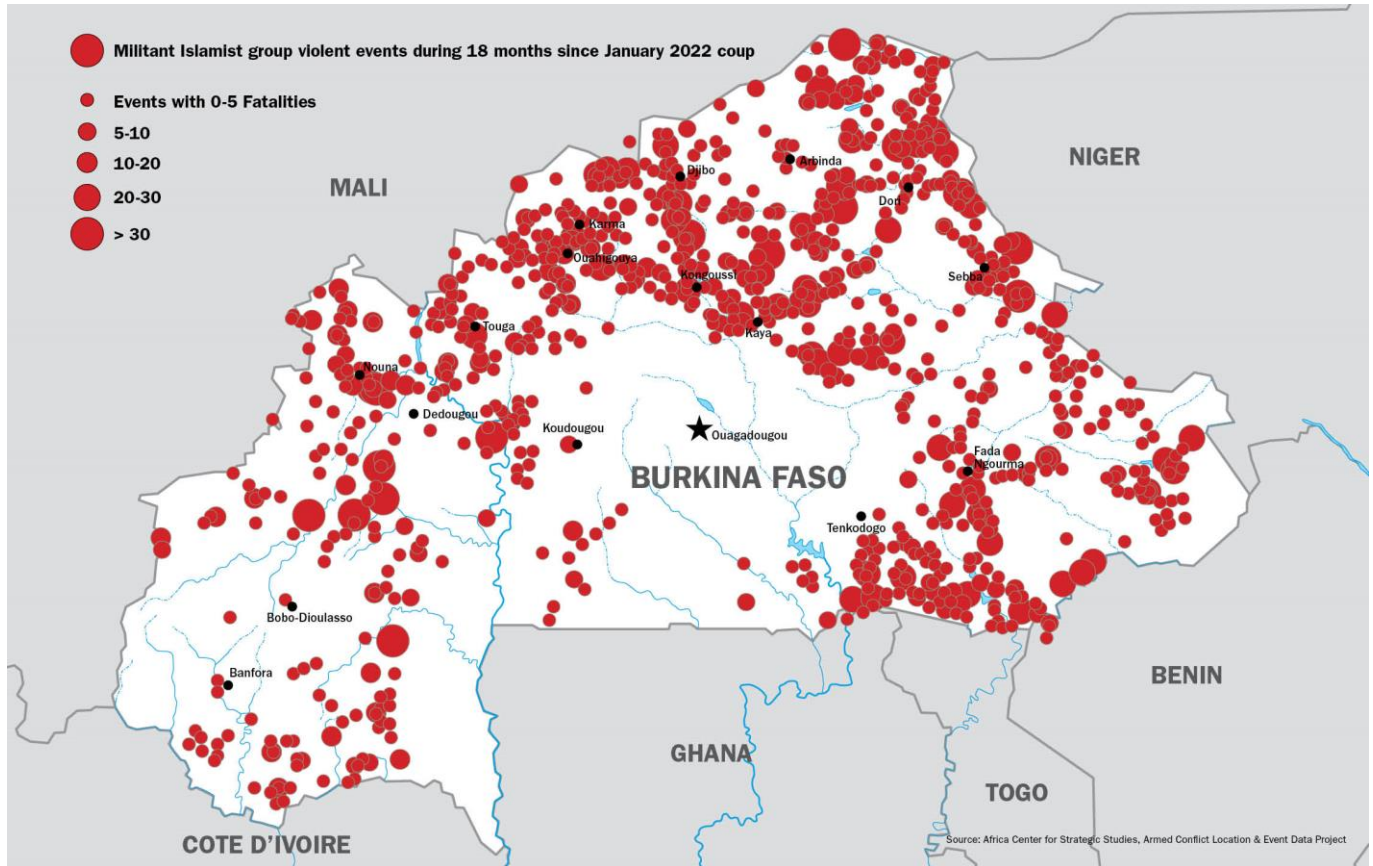 Militant Islamist group violent events during 18 months since January 2022 coup
Events with 0-5 Fatalities
5-10
10-20
20-30
> 30
MALI
NIGER
Djibo
Arbinda
Dori
Karma
Ouahigouya
Kongoussi
Sebba
Touga
Kaya
Nouna
Dedougou
Koudougou
Ouagadougou
BURKINA FASO
Fada
Ngourma
Tenkodogo
Bobo-Dioulasso
Banfora
BENIN
GHANA
TOGO
COTE D'IVOIRE
Source: Africa Center for Strategic Studies, Armed Conflict Location & Event Data Project